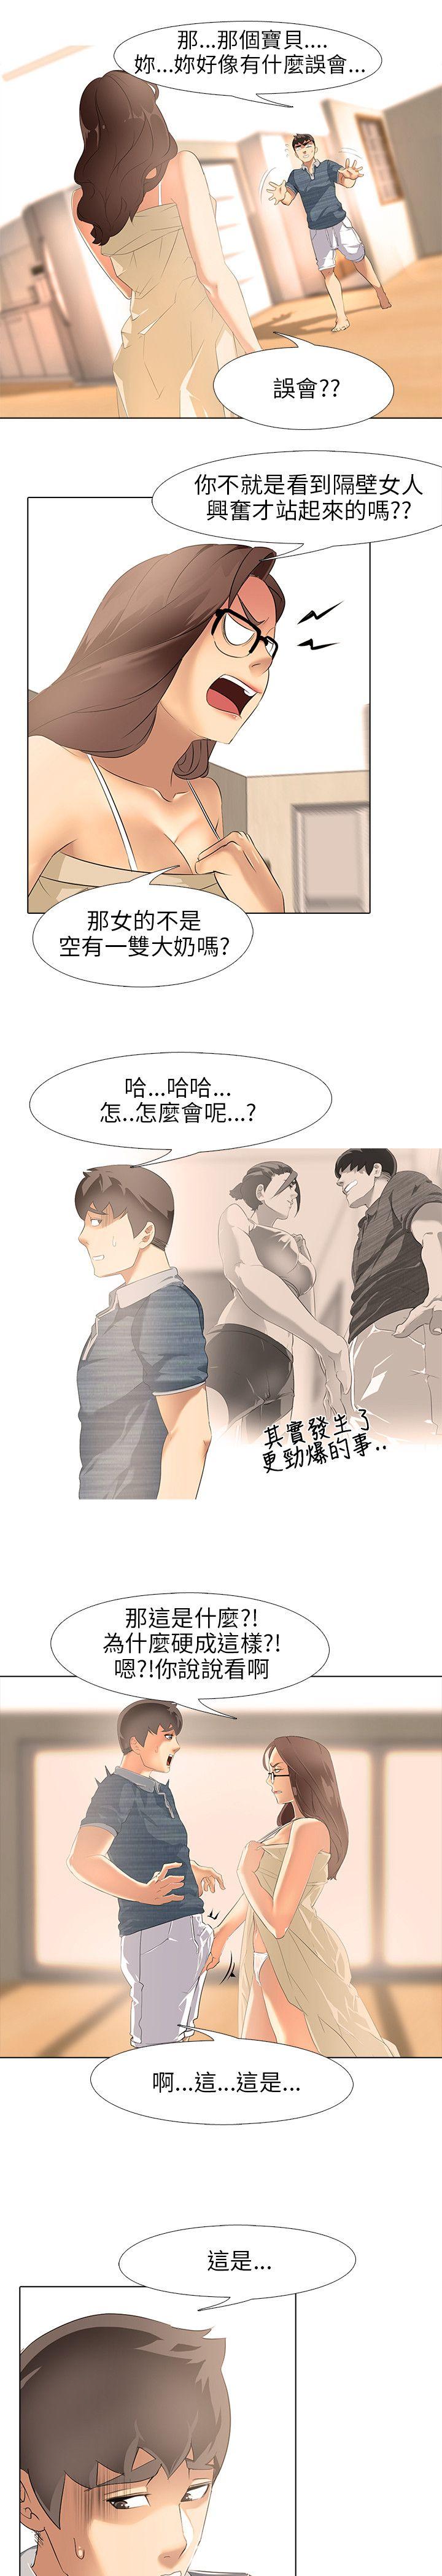 那...那個寶貝....
妳...妳好像有什麼誤會...
誤會??
你不就是看到隔壁女人
興奮才站起來的嗎??
那女的不是
空有一雙大奶嗎?
哈...哈哈...
怎..怎麼會呢...?
其實發生了
更勁爆的事..
那這是什麼?!
為什麼硬成這樣?!
嗯?!你說說看啊
啊...這...這是...
這是...